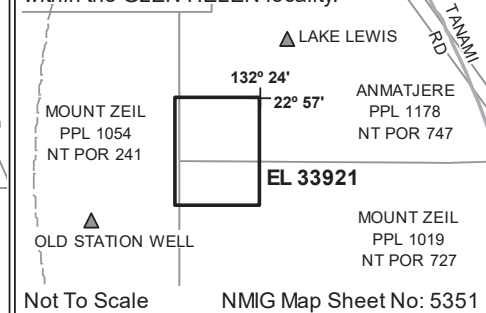 within the GLEN HELEN locality.
LAKE LEWIS
TANAMI
RD
132º 24'
22º 57'
MOUNT ZEIL
PPL 1054
NT POR 241
ANMATJERE
PPL 1178
NT POR 747
EL 33921
OLD STATION WELL
MOUNT ZEIL
PPL 1019
NT POR 727
Not To Scale
NMIG Map Sheet No: 5351